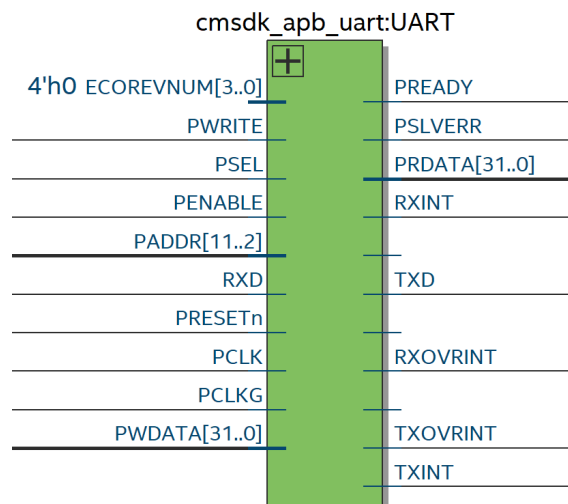 cmsdk_apb_uart:UART
4'h0 ECOREVNUM[3..0] PREADY
PWRITE PSLVERR
PSEL PRDATA[31..0]
PENABLE RXINT
PADDR[11..2]
RXD TXD
PRESETn
PCLK RXOVRINT
PCLKG
PWDATA[31..0] TXOVRINT
TXINT